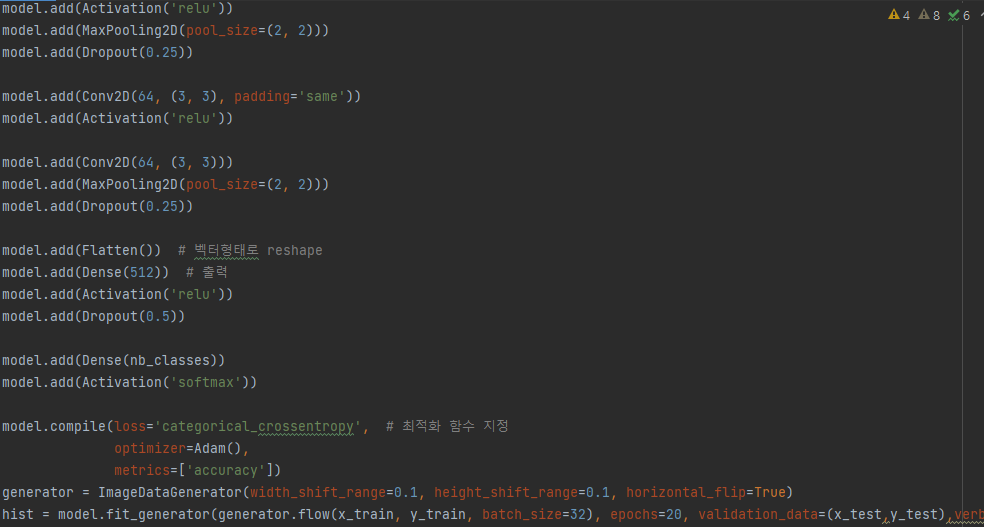 model.add(Activation('relu'))
4 8 6
model.add(MaxPooling2D(pool_size=(2, 2)))
model.add(Dropout(0.25))
model.add(Conv2D(64, (3, 3), padding='same'))
model.add(Activation('relu'))
model.add(Conv2D(64, (3, 3)))
model.add(MaxPooling2D(pool_size=(2, 2)))
model.add(Dropout(0.25))
model.add(Flatten())  # 벡터형태로 reshape
model.add(Dense(512))  # 출력
model.add(Activation('relu'))
model.add(Dropout(0.5))
model.add(Dense(nb_classes))
model.add(Activation('softmax'))
model.compile(loss='categorical_crossentropy',  # 최적화 함수 지정
optimizer=Adam(),
metrics=['accuracy'])
generator = ImageDataGenerator(width_shift_range=0.1, height_shift_range=0.1, horizontal_flip=True)
hist = model.fit_generator(generator.flow(x_train, y_train, batch_size=32), epochs=20, validation_data=(x_test,y_test),verb